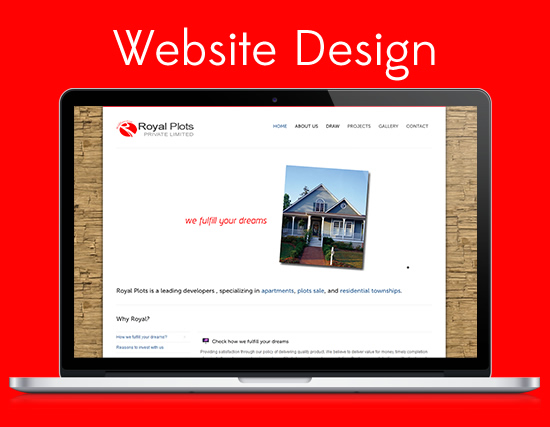 Website Design
Royal Plots
PRIVATE LIMITED
HOME ABOUT US DRAW PROJECTS GALLERY CONTACT
we fulfill your dreams
Royal Plots is a leading developers , specializing in apartments, plots sale, and residential townships.
Why Royal?
How we fulfill your dreams?
Reasons to invest with us
Check how we fulfill your dreams
Providing satisfaction through our policy of delivering quality product. We believe to deliver value for money, times completion